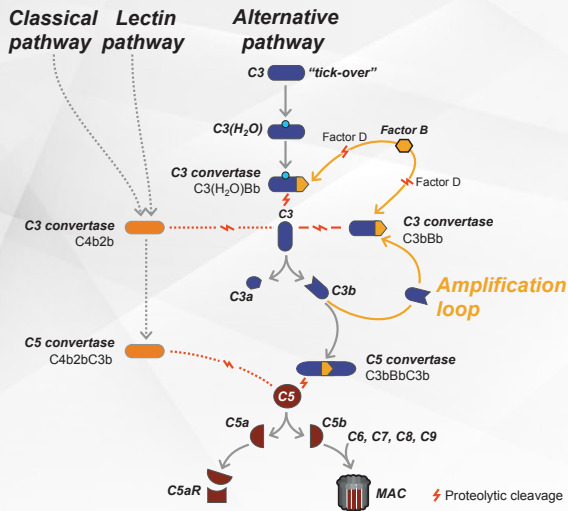 Classical pathway
Lectin pathway
Alternative pathway
C3
"tick-over"
C3(H₂O)
Factor D
Factor B
C3 convertase
C3(H₂O)Bb
Factor D
C3
C3 convertase
C4b2b
C3 convertase
C3bBb
C3a
C3b
Amplification loop
C5 convertase
C4b2bC3b
C5 convertase
C3bBbC3b
C5
C5a
C5b
C6, C7, C8, C9
C5aR
MAC
Proteolytic cleavage